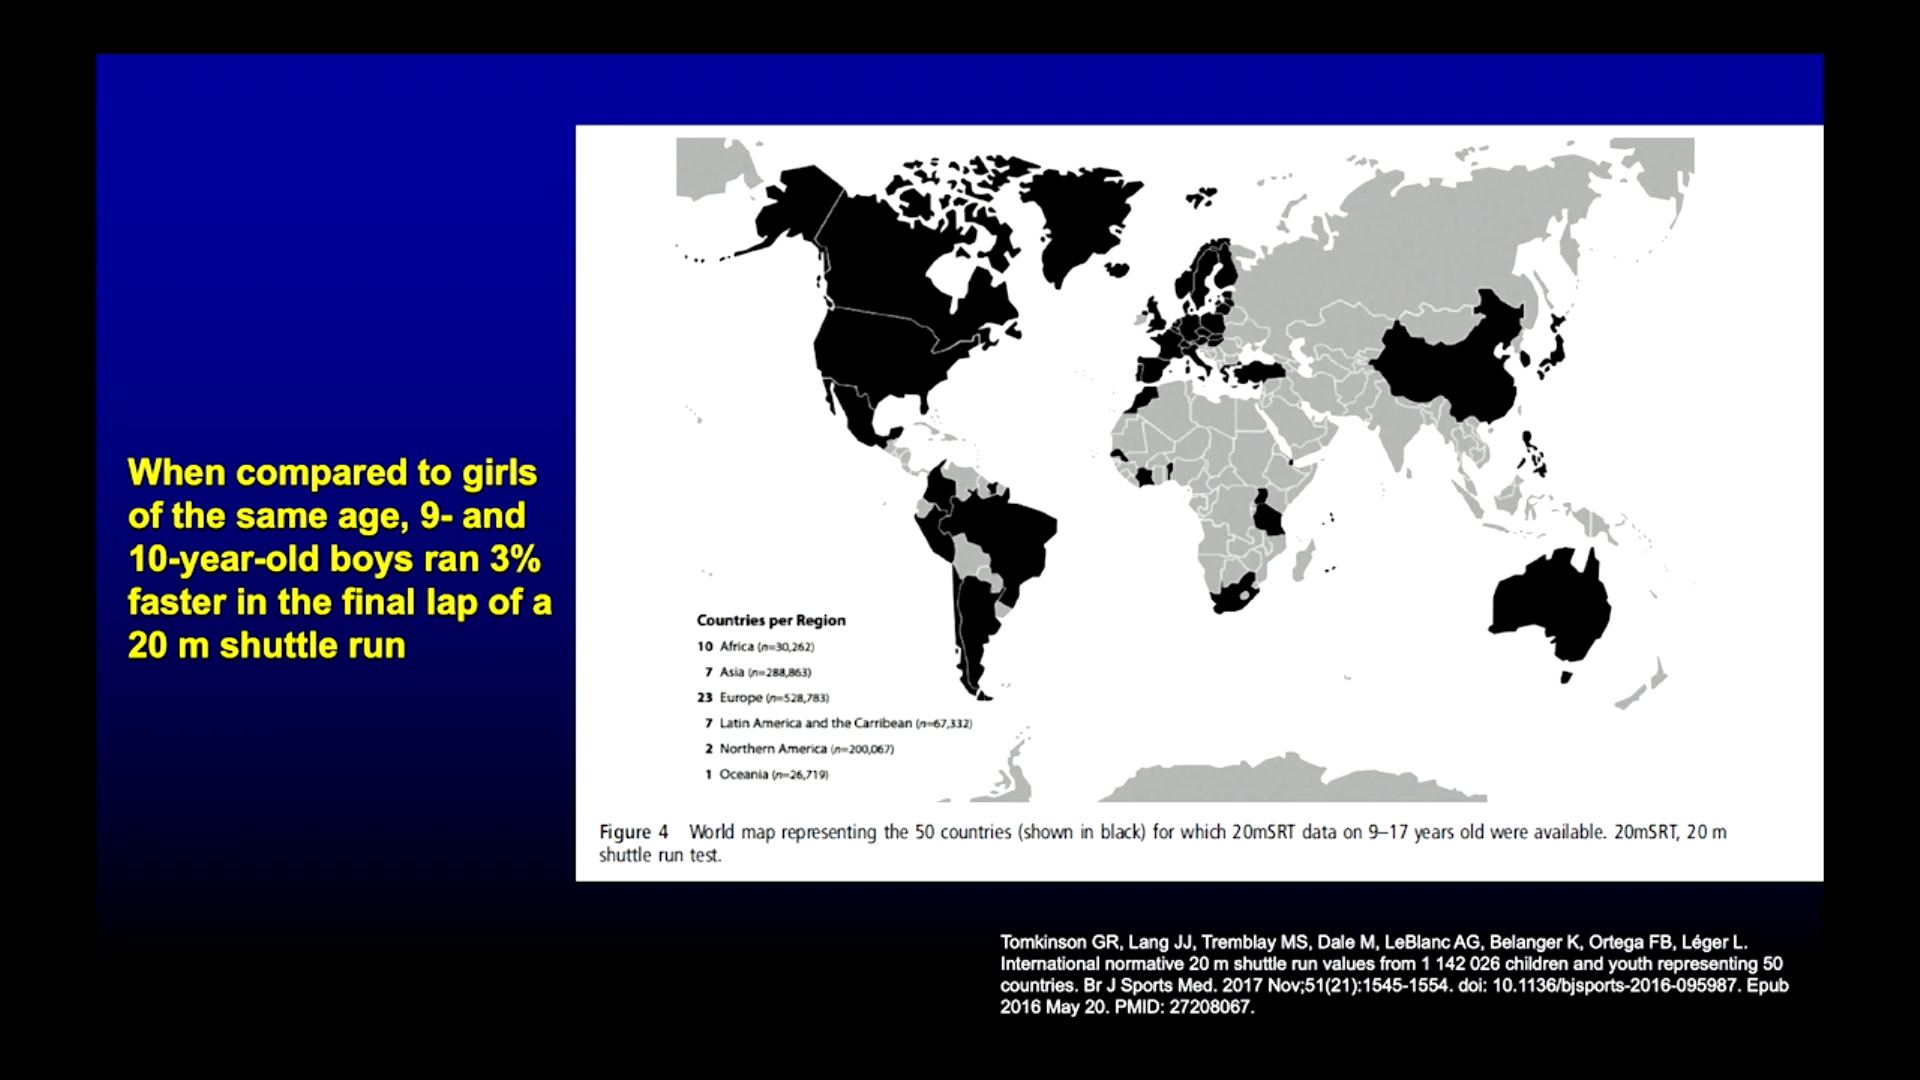 When compared to girls
of the same age, 9- and
10-year-old boys ran 3%
faster in the final lap of a
20 m shuttle run
Countries per Region
10 Africa (n=30,262)
7 Asia (n=288,863)
23 Europe (n=528,783)
7 Latin America and the Carribean (n=67,332)
2 Northern America (n=200,067)
1 Oceania (n=26,719)
Figure 4 World map representing the 50 countries (shown in black) for which 20mSRT data on 9–17 years old were available. 20mSRT, 20 m
shuttle run test.
Tomkinson GR, Lang JJ, Tremblay MS, Dale M, LeBlanc AG, Belanger K, Ortega FB, Léger L.
International normative 20 m shuttle run values from 1 142 026 children and youth representing 50
countries. Br J Sports Med. 2017 Nov;51(21):1545-1554. doi: 10.1136/bjsports-2016-095987. Epub
2016 May 20. PMID: 27208067.